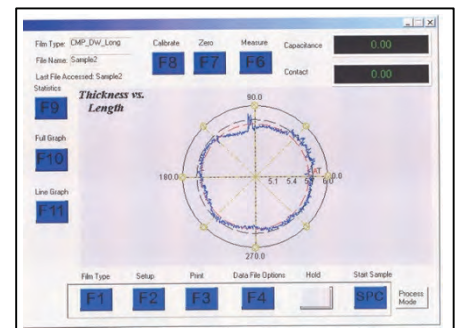 Film Type: CMP_DW_Long
File Name: Sample2
Last File Accessed: Sample2
Calibrate Zero Measure
F8 F7 F6
Capacitance 0.00
Contact 0.00
Statistics
F9
Full Graph
F10
Line Graph
F11
Thickness vs.
Length
90.0
180.0
5.1 5.4 6.0
AT
0.0
270.0
Film Type Setup Print Data File Options Hold Start Sample
F1 F2 F3 F4 SPC
Process
Mode